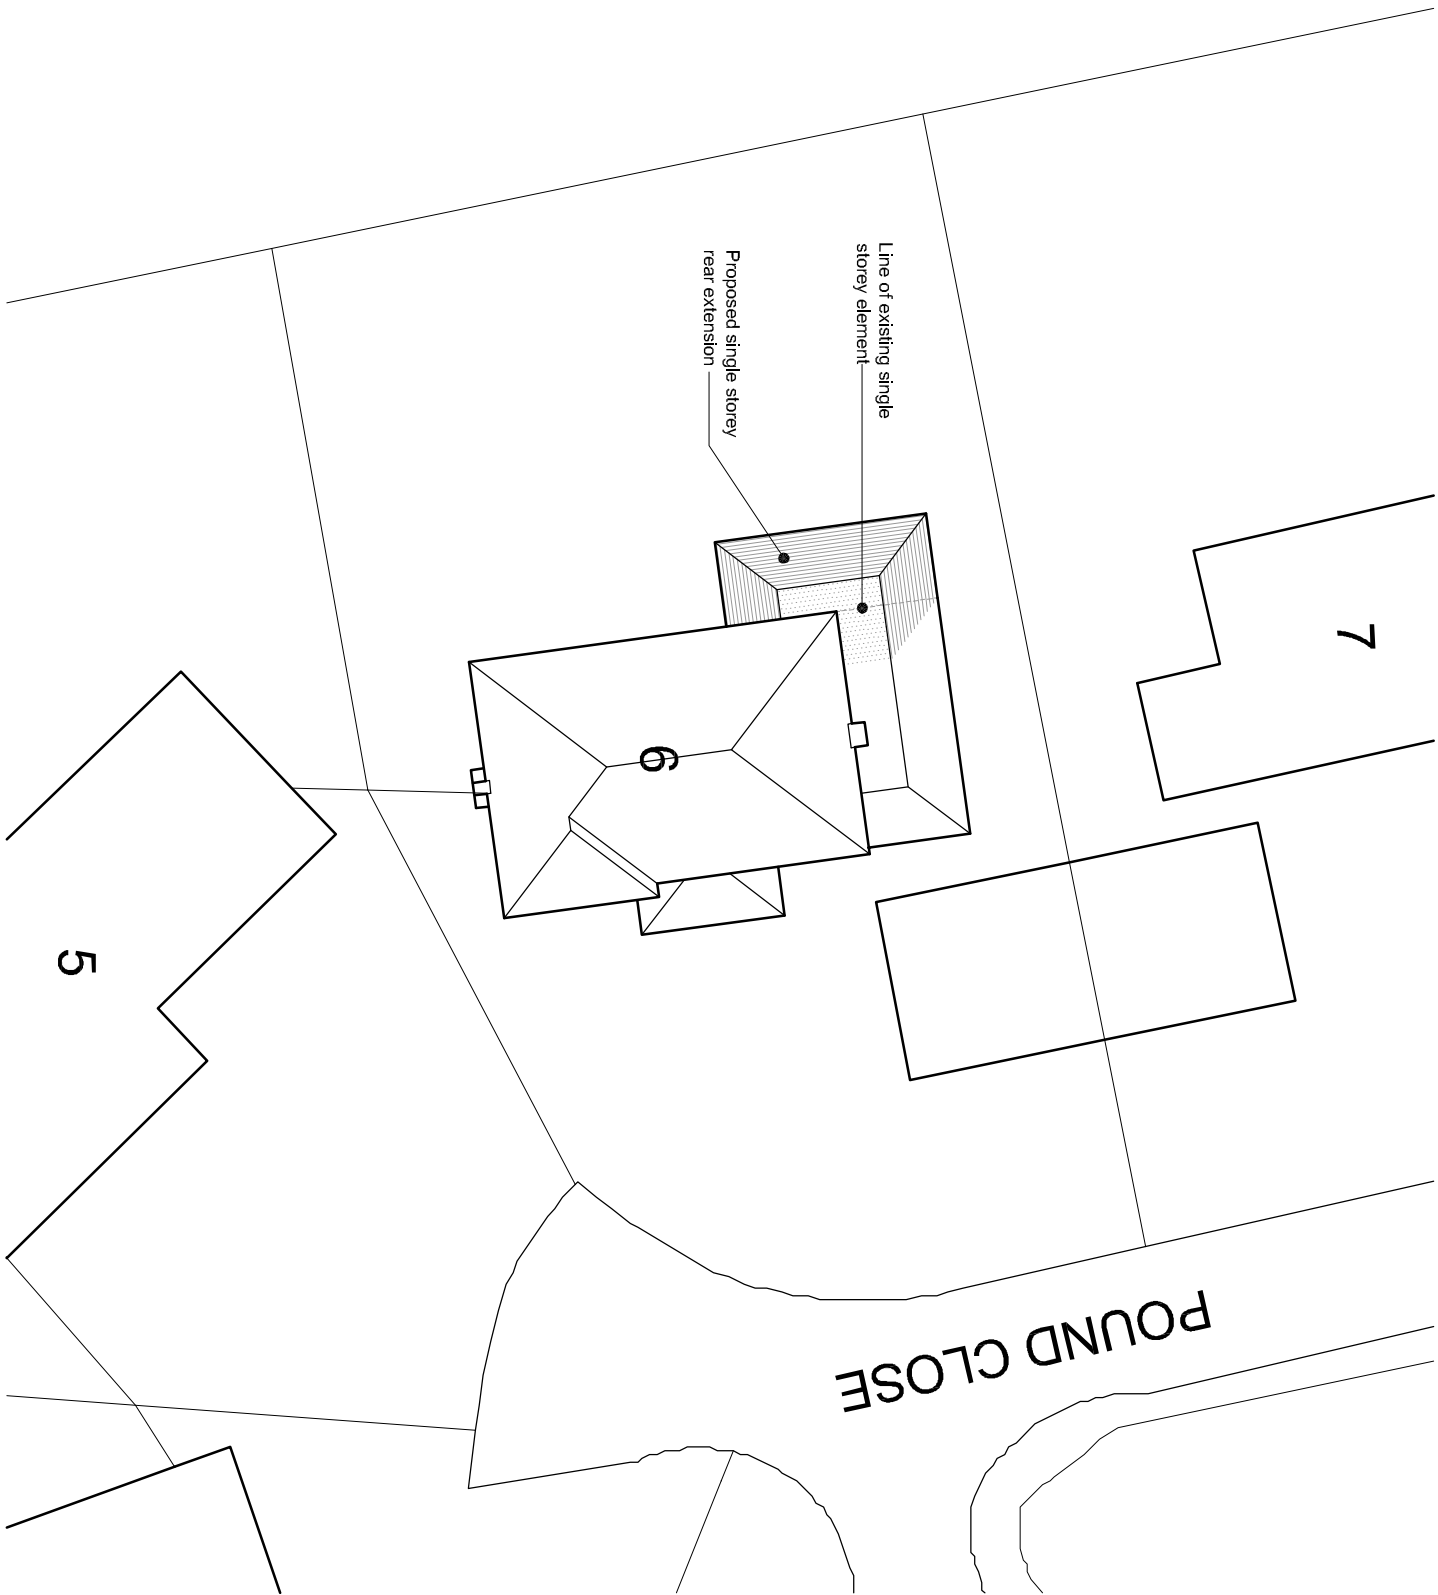 Line of existing single
storey element
Proposed single storey
rear extension
7
6
5
POUND CLOSE